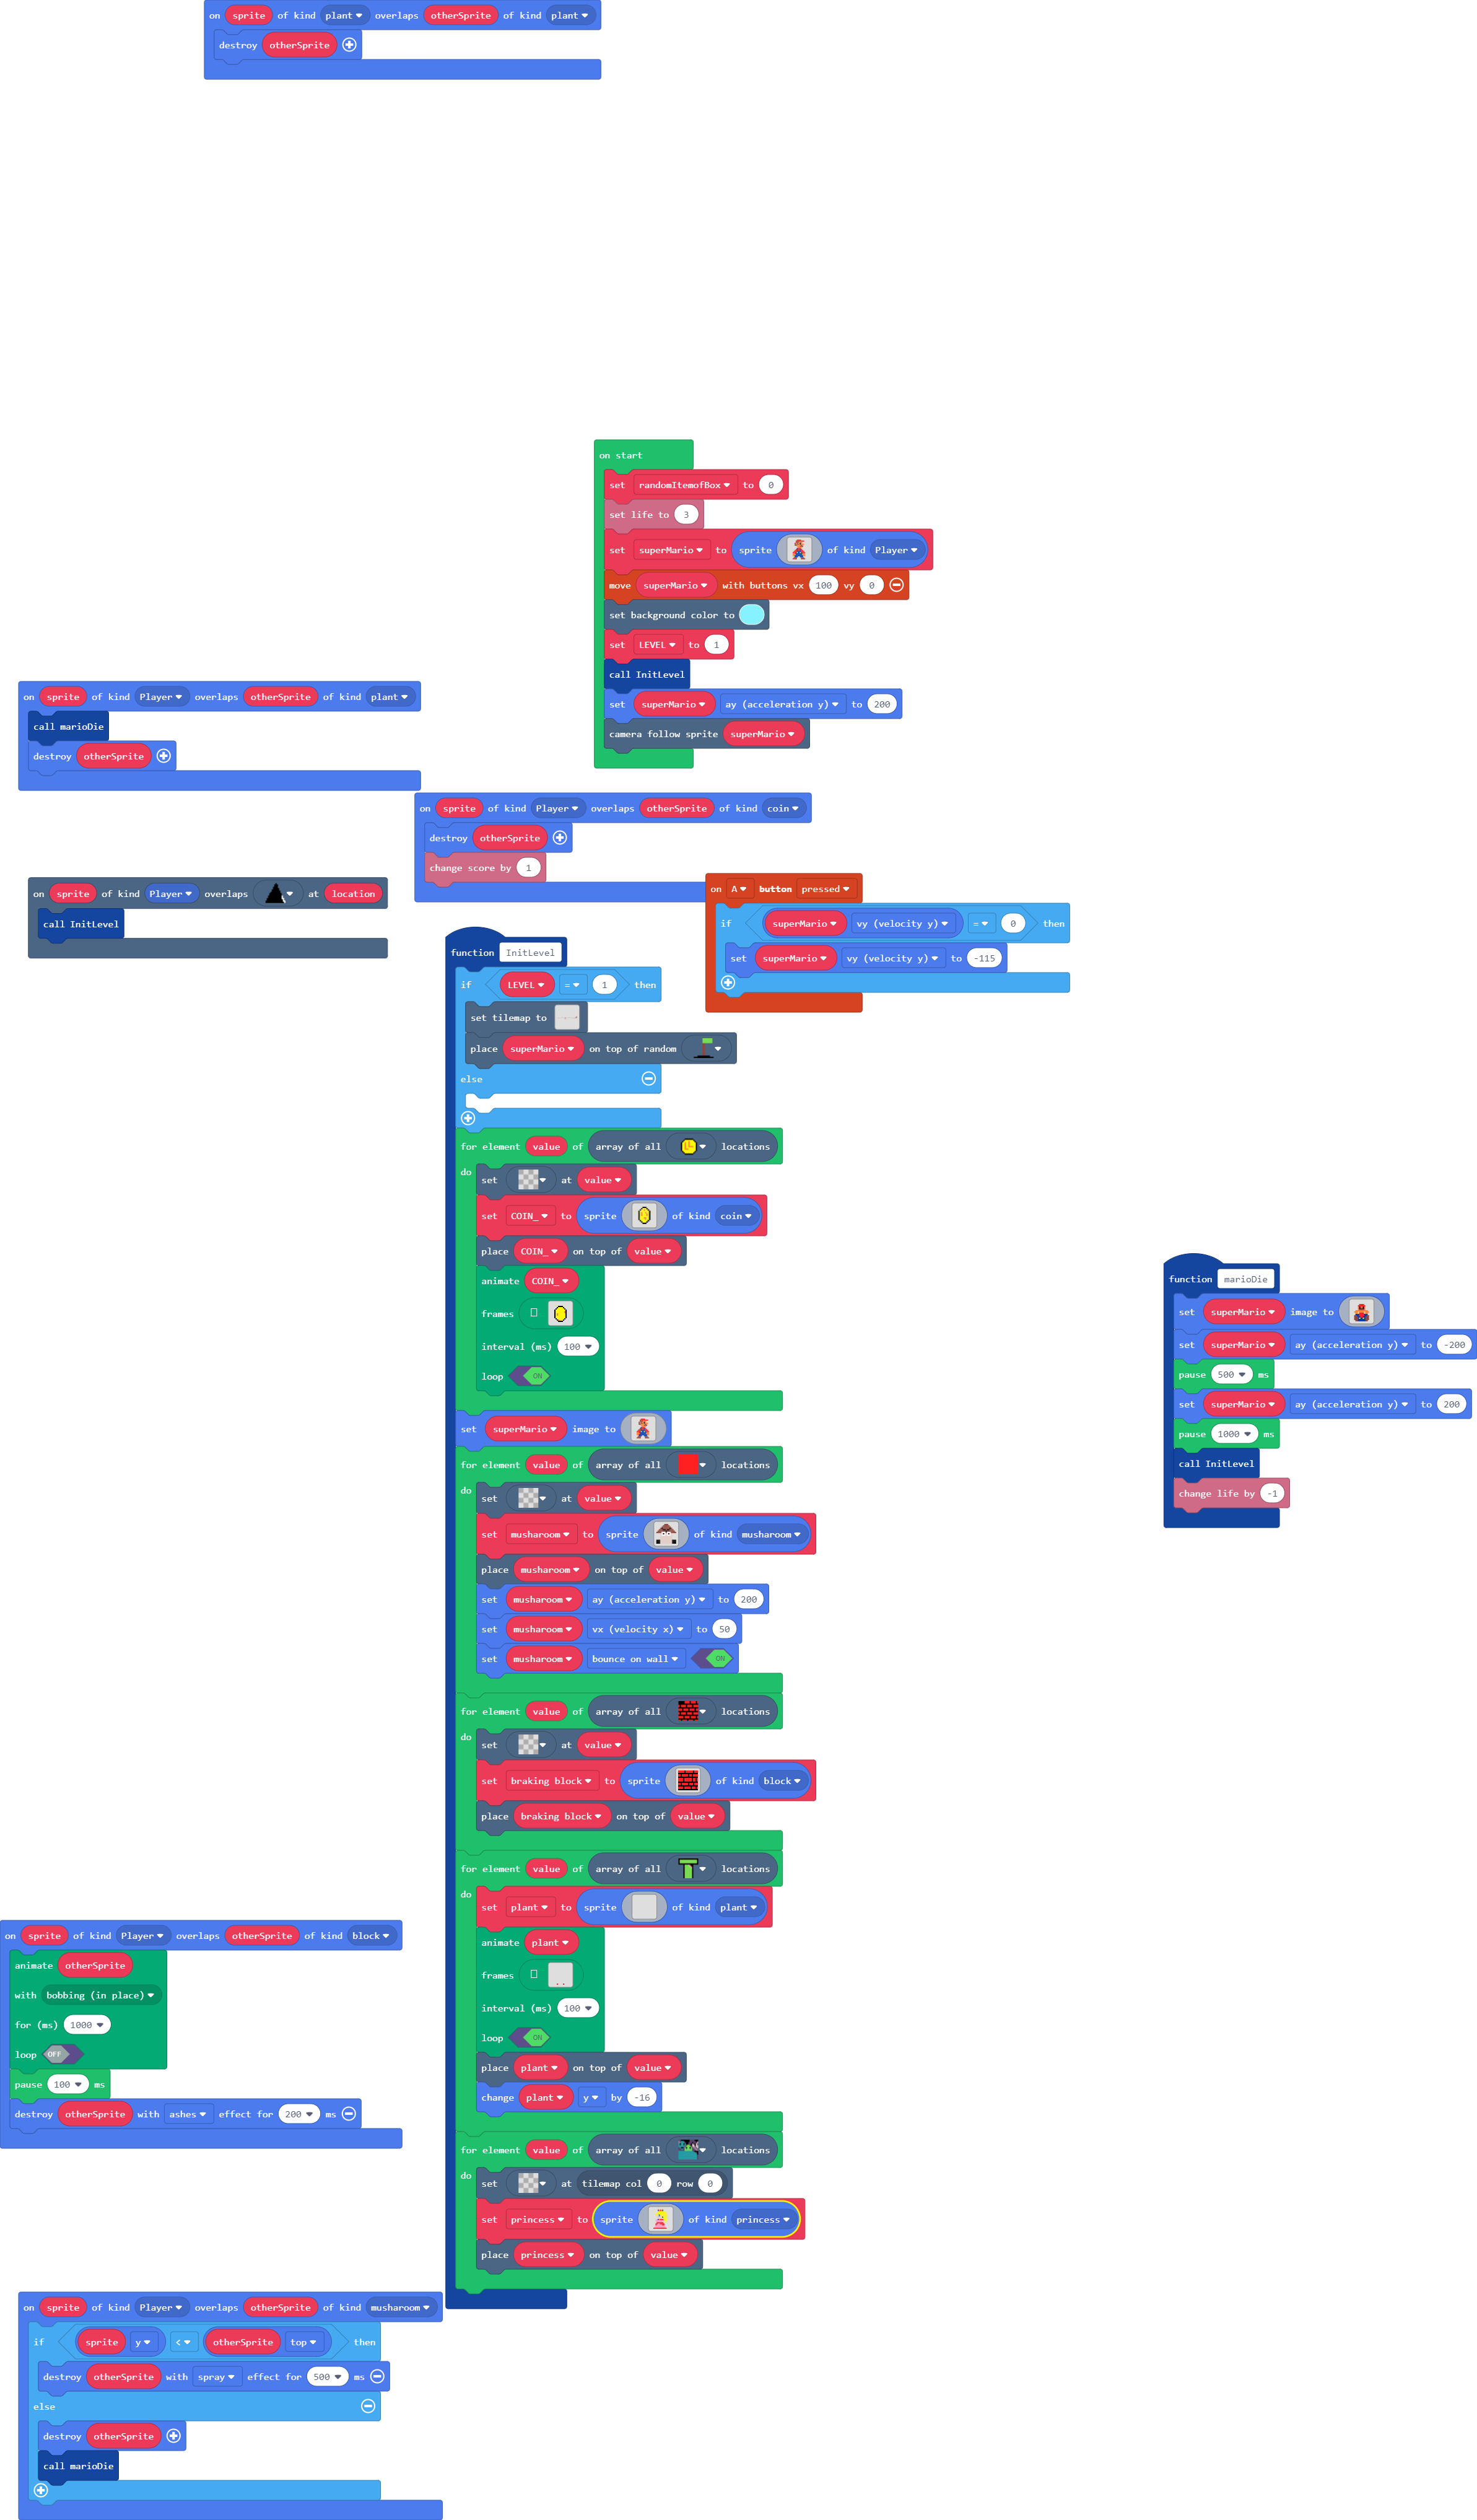 on sprite of kind plant overlaps otherSprite of kind plant
destroy otherSprite
on start
set randomItemofBox to 0
set life to 3
set superMario to sprite of kind Player
move superMario with buttons vx 100 vy 0
set background color to
set LEVEL to 1
call InitLevel
set superMario ay (acceleration y) to 200
camera follow sprite superMario
on sprite of kind Player overlaps otherSprite of kind plant
call marioDie
destroy otherSprite
on sprite of kind Player overlaps otherSprite of kind coin
destroy otherSprite
change score by 1
on sprite of kind Player overlaps at location
call InitLevel
on A button pressed
if superMario vy (velocity y) = 0 then
set superMario vy (velocity y) to -115
function InitLevel
if LEVEL = 1 then
set tilemap to
place superMario on top of random
else
for element value of array of all locations
do
set at value
set COIN_ to sprite of kind coin
place COIN_ on top of value
animate COIN_
frames
interval (ms) 100
loop ON
set superMario image to
for element value of array of all locations
do
set at value
set musharoom to sprite of kind musharoom
place musharoom on top of value
set musharoom ay (acceleration y) to 200
set musharoom vx (velocity x) to 50
set musharoom bounce on wall ON
for element value of array of all locations
do
set at value
set braking block to sprite of kind block
place braking block on top of value
for element value of array of all locations
do
set plant to sprite of kind plant
animate plant
frames
interval (ms) 100
loop ON
place plant on top of value
change plant y by -16
for element value of array of all locations
do
set at tilemap col 0 row 0
set princess to sprite of kind princess
place princess on top of value
function marioDie
set superMario image to
set superMario ay (acceleration y) to -200
pause 500 ms
set superMario ay (acceleration y) to 200
pause 1000 ms
call InitLevel
change life by -1
on sprite of kind Player overlaps otherSprite of kind block
animate otherSprite
with bobbing (in place)
for (ms) 1000
loop OFF
pause 100 ms
destroy otherSprite with ashes effect for 200 ms
on sprite of kind Player overlaps otherSprite of kind musharoom
if sprite y < otherSprite top then
destroy otherSprite with spray effect for 500 ms
else
destroy otherSprite
call marioDie